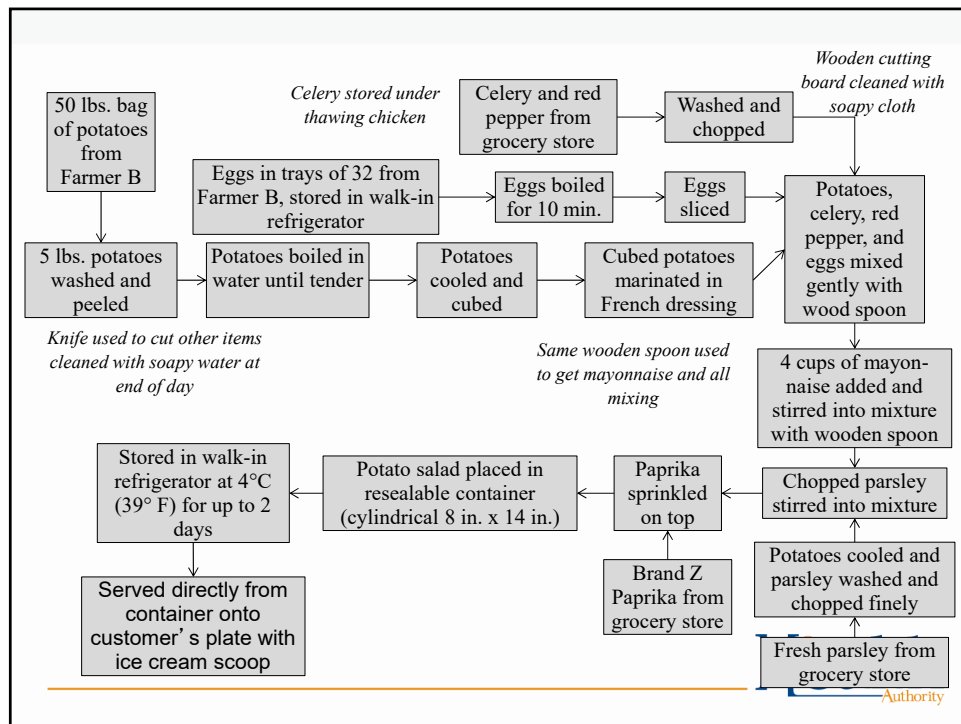 50 lbs. bag
of potatoes
from
Farmer B
Celery stored under
thawing chicken
Celery and red
pepper from
grocery store
Washed and
chopped
Wooden cutting
board cleaned with
soapy cloth
Eggs in trays of 32 from
Farmer B, stored in walk-in
refrigerator
Eggs boiled
for 10 min.
Eggs
sliced
Potatoes,
celery, red
pepper, and
eggs mixed
gently with
wood spoon
5 lbs. potatoes
washed and
peeled
Potatoes boiled in
water until tender
Potatoes
cooled and
cubed
Cubed potatoes
marinated in
French dressing
Knife used to cut other items
cleaned with soapy water at
end of day
Same wooden spoon used
to get mayonnaise and all
mixing
4 cups of mayon-
naise added and
stirred into mixture
with wooden spoon
Stored in walk-in
refrigerator at 4°C
(39° F) for up to 2
days
Potato salad placed in
resealable container
(cylindrical 8 in. x 14 in.)
Paprika
sprinkled
on top
Chopped parsley
stirred into mixture
Served directly from
container onto
customer’s plate with
ice cream scoop
Brand Z
Paprika from
grocery store
Potatoes cooled and
parsley washed and
chopped finely
Fresh parsley from
grocery store
Authority